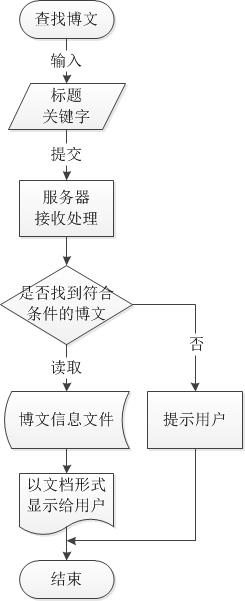 查找博文
输入
标题
关键字
提交
服务器
接收处理
是否找到符合
条件的博文
否
读取
博文信息文件
提示用户
以文档形式
显示给用户
结束